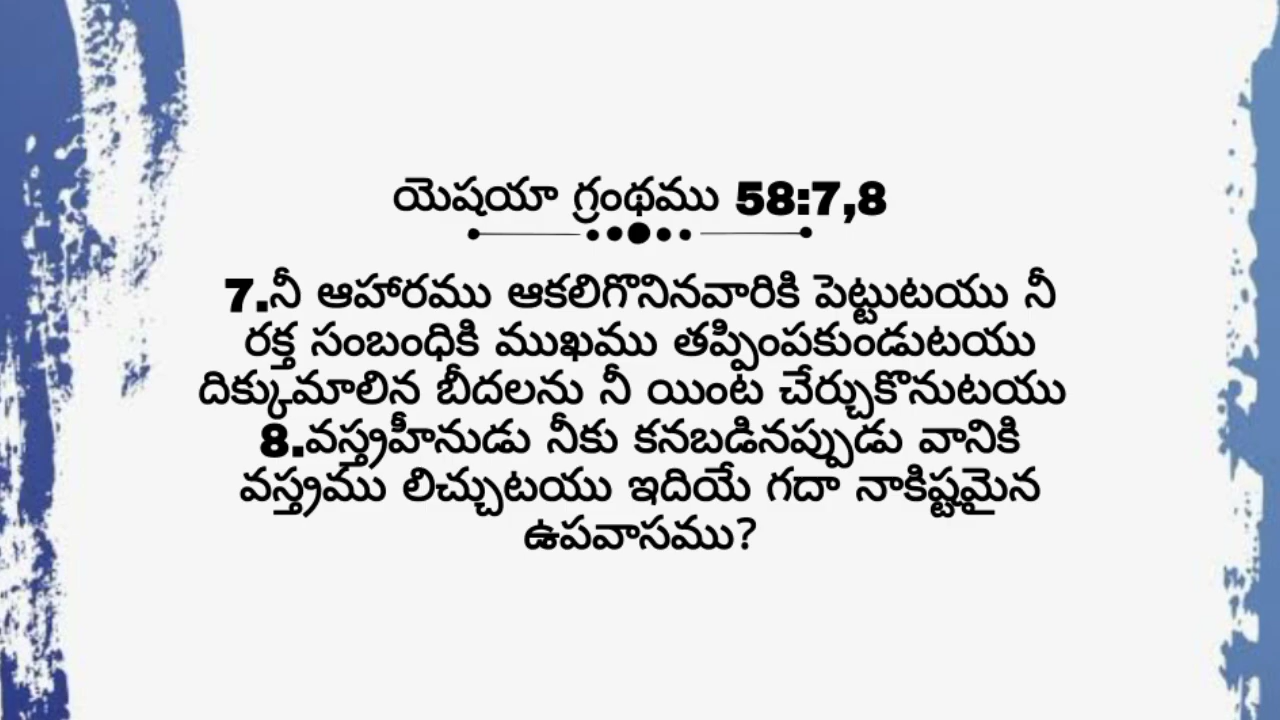 యెషయా గ్రంథము 58:7,8
7.నీ ఆహారము ఆకలిగొనినవారికి పెట్టుటయు నీ
రక్త సంబంధికి ముఖము తప్పింపకుండుటయు
దిక్కుమాలిన బీదలను నీ యింట చేర్చుకొనుటయు
8.వస్త్రహీనుడు నీకు కనబడినప్పుడు వానికి
వస్త్రము లిచ్చుటయు ఇదియే గదా నాకిష్టమైన
ఉపవాసము?